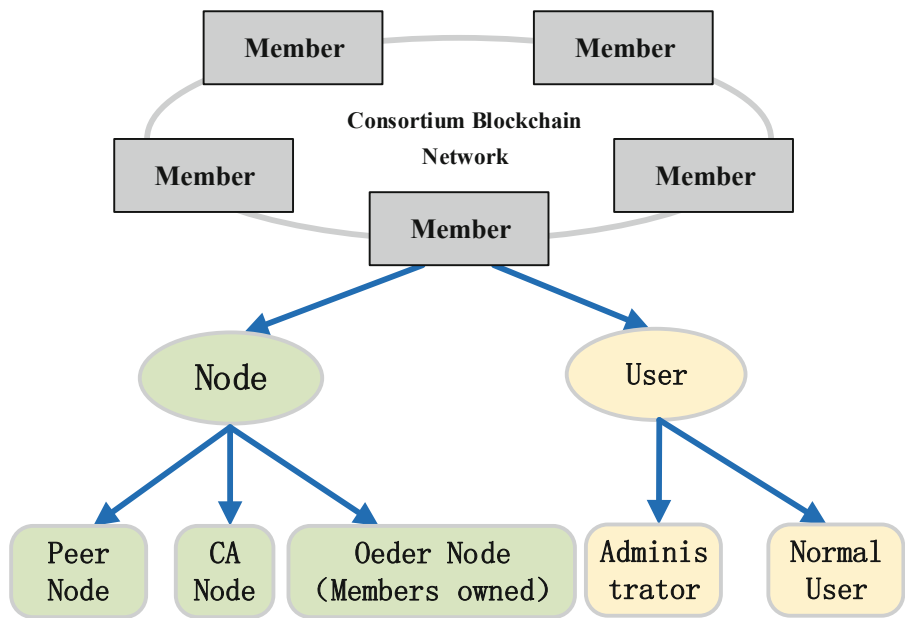 Member
Member
Consortium Blockchain
Network
Member
Member
Member
Node
User
Peer
Node
CA
Node
Oeder Node
(Members owned)
Adminis
trator
Normal
User